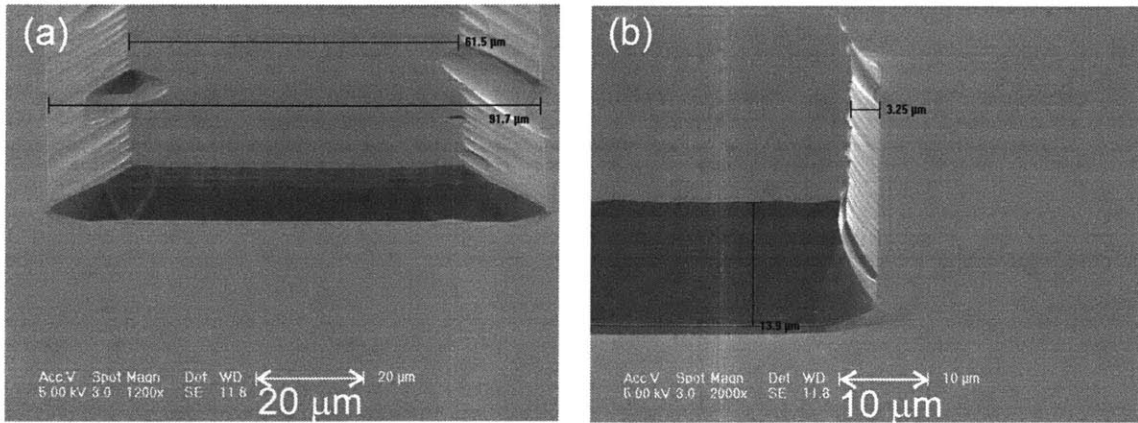 (a)
61.5 µm
91.7 µm
Acc.V Spot Magn Det WD
5.00 kV 3.0 1200x SE 11.8
20 µm
20 µm
(b)
3.25 µm
13.9 µm
Acc.V Spot Magn Det WD
5.00 kV 3.0 2000x SE 11.8
10 µm
10 µm